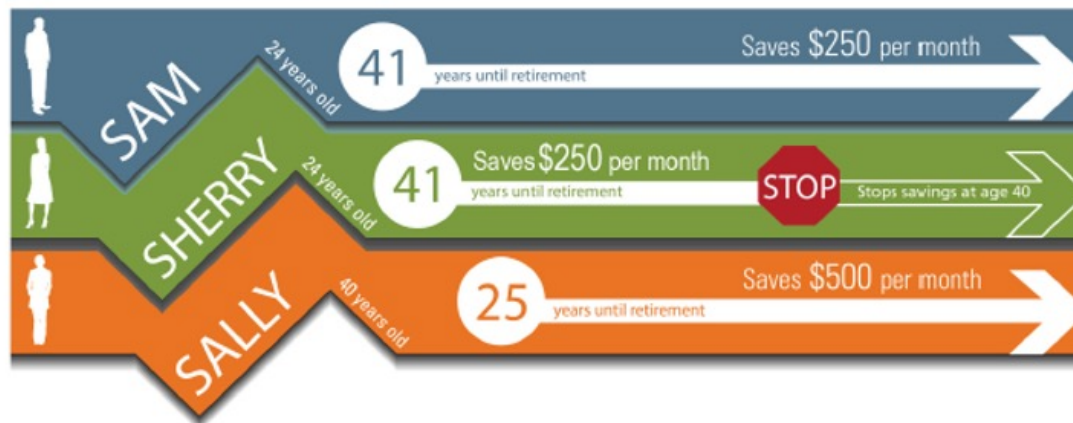 SAM
24 years old
41
years until retirement
Saves $250 per month
SHERRY
24 years old
41
Saves $250 per month
years until retirement
STOP
Stops savings at age 40
SALLY
40 years old
25
years until retirement
Saves $500 per month